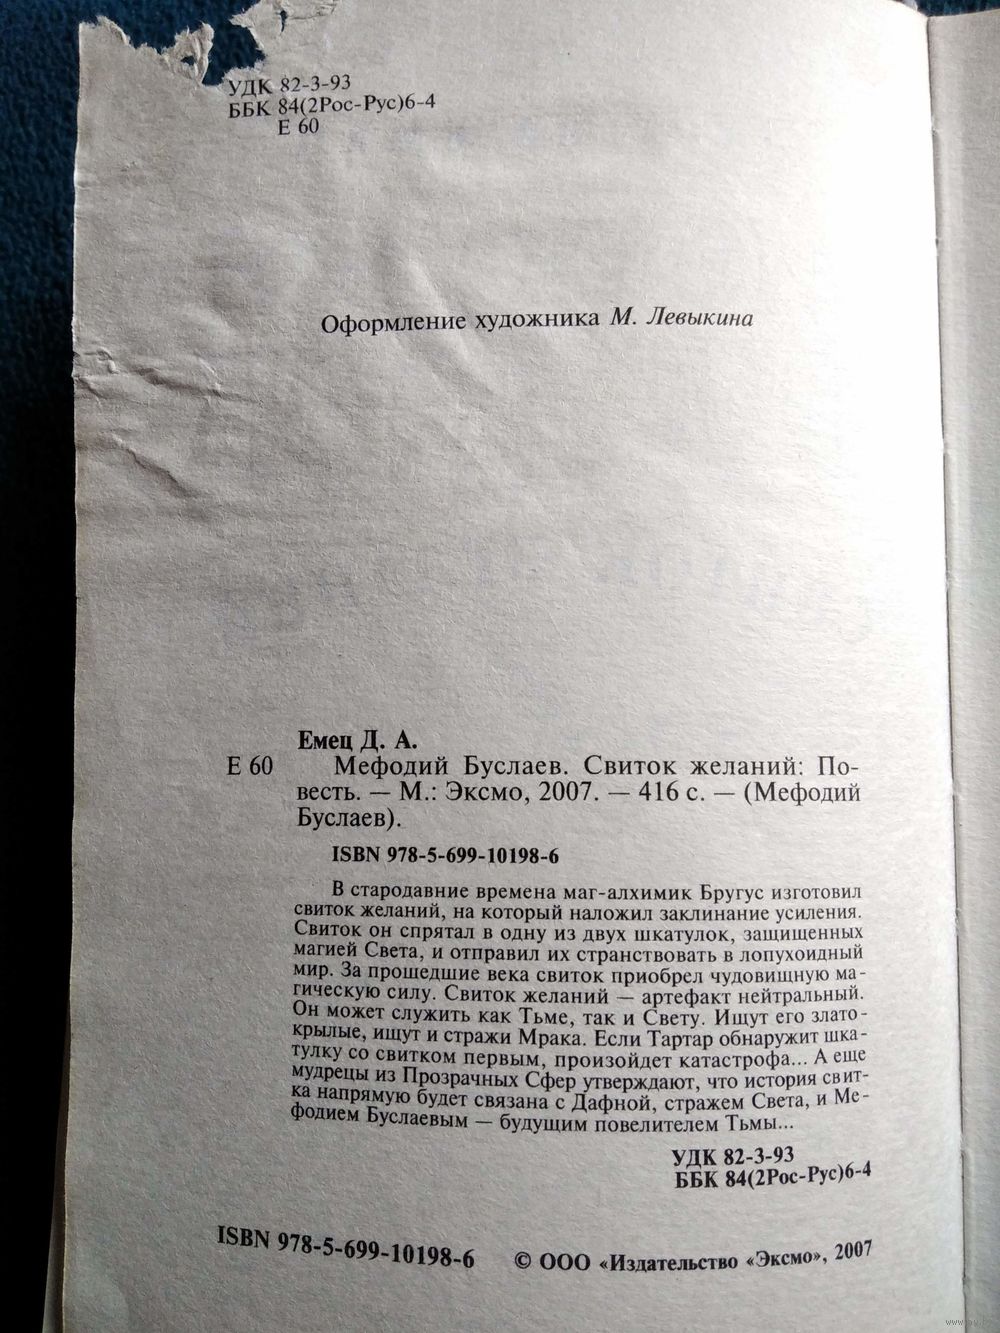 УДК 82-3-93
ББК 84(2Рос-Рус)6-4
Е 60
Оформление художника М. Левыкина
Емец Д. А.
Е 60 Мефодий Буслаев. Свиток желаний: По-
весть. — М.: Эксмо, 2007. — 416 с. — (Мефодий
Буслаев).
ISBN 978-5-699-10198-6
В стародавние времена маг-алхимик Бругус изготовил
свиток желаний, на который наложил заклинание усиления.
Свиток он спрятал в одну из двух шкатулок, защищенных
магией Света, и отправил их странствовать в лопухоидный
мир. За прошедшие века свиток приобрел чудовищную ма-
гическую силу. Свиток желаний — артефакт нейтральный.
Он может служить как Тьме, так и Свету. Ищут его злато-
крылые, ищут и стражи Мрака. Если Тартар обнаружит шка-
тулку со свитком первым, произойдет катастрофа... А еще
мудрецы из Прозрачных Сфер утверждают, что история свит-
ка напрямую будет связана с Дафной, стражем Света, и Ме-
фодием Буслаевым — будущим повелителем Тьмы...
УДК 82-3-93
ББК 84(2Рос-Рус)6-4
ISBN 978-5-699-10198-6 © ООО «Издательство «Эксмо», 2007